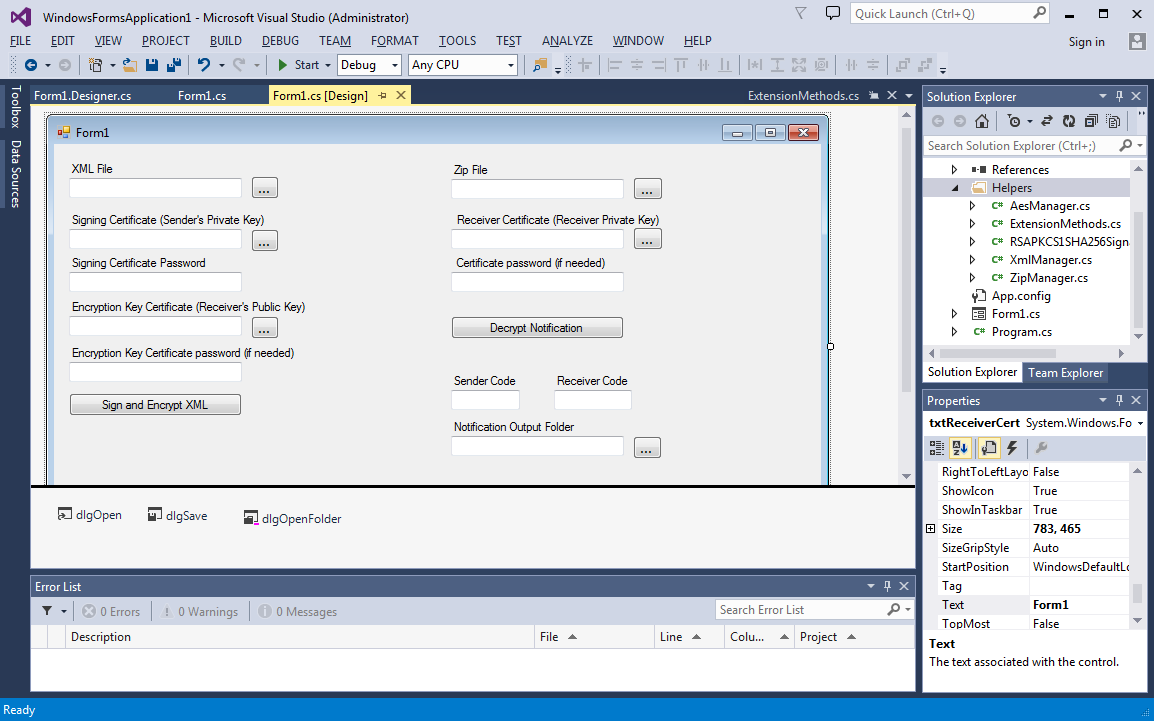 WindowsFormsApplication1 - Microsoft Visual Studio (Administrator)
Quick Launch (Ctrl+Q)
FILE EDIT VIEW PROJECT BUILD DEBUG TEAM FORMAT TOOLS TEST ANALYZE WINDOW HELP
Sign in
Start Debug Any CPU
Toolbox
Data Sources
Form1.Designer.cs Form1.cs Form1.cs [Design] ExtensionMethods.cs
Form1
XML File
...
Signing Certificate (Sender's Private Key)
...
Signing Certificate Password
Encryption Key Certificate (Receiver's Public Key)
...
Encryption Key Certificate password (if needed)
Sign and Encrypt XML
Zip File
...
Receiver Certificate (Receiver Private Key)
...
Certificate password (if needed)
Decrypt Notification
Sender Code Receiver Code
Notification Output Folder
...
dlgOpen dlgSave dlgOpenFolder
Error List
0 Errors 0 Warnings 0 Messages
Search Error List
Description File Line Colu... Project
Solution Explorer
Search Solution Explorer (Ctrl+;)
References
Helpers
C# AesManager.cs
C# ExtensionMethods.cs
C# RSAPKCS1SHA256Sign
C# XmlManager.cs
C# ZipManager.cs
App.config
Form1.cs
C# Program.cs
Solution Explorer Team Explorer
Properties
txtReceiverCert System.Windows.Fo
RightToLeftLayo False
ShowIcon True
ShowInTaskbar True
Size 783, 465
SizeGripStyle Auto
StartPosition WindowsDefaultLo
Tag
Text Form1
TopMost False
Text
The text associated with the control.
Ready